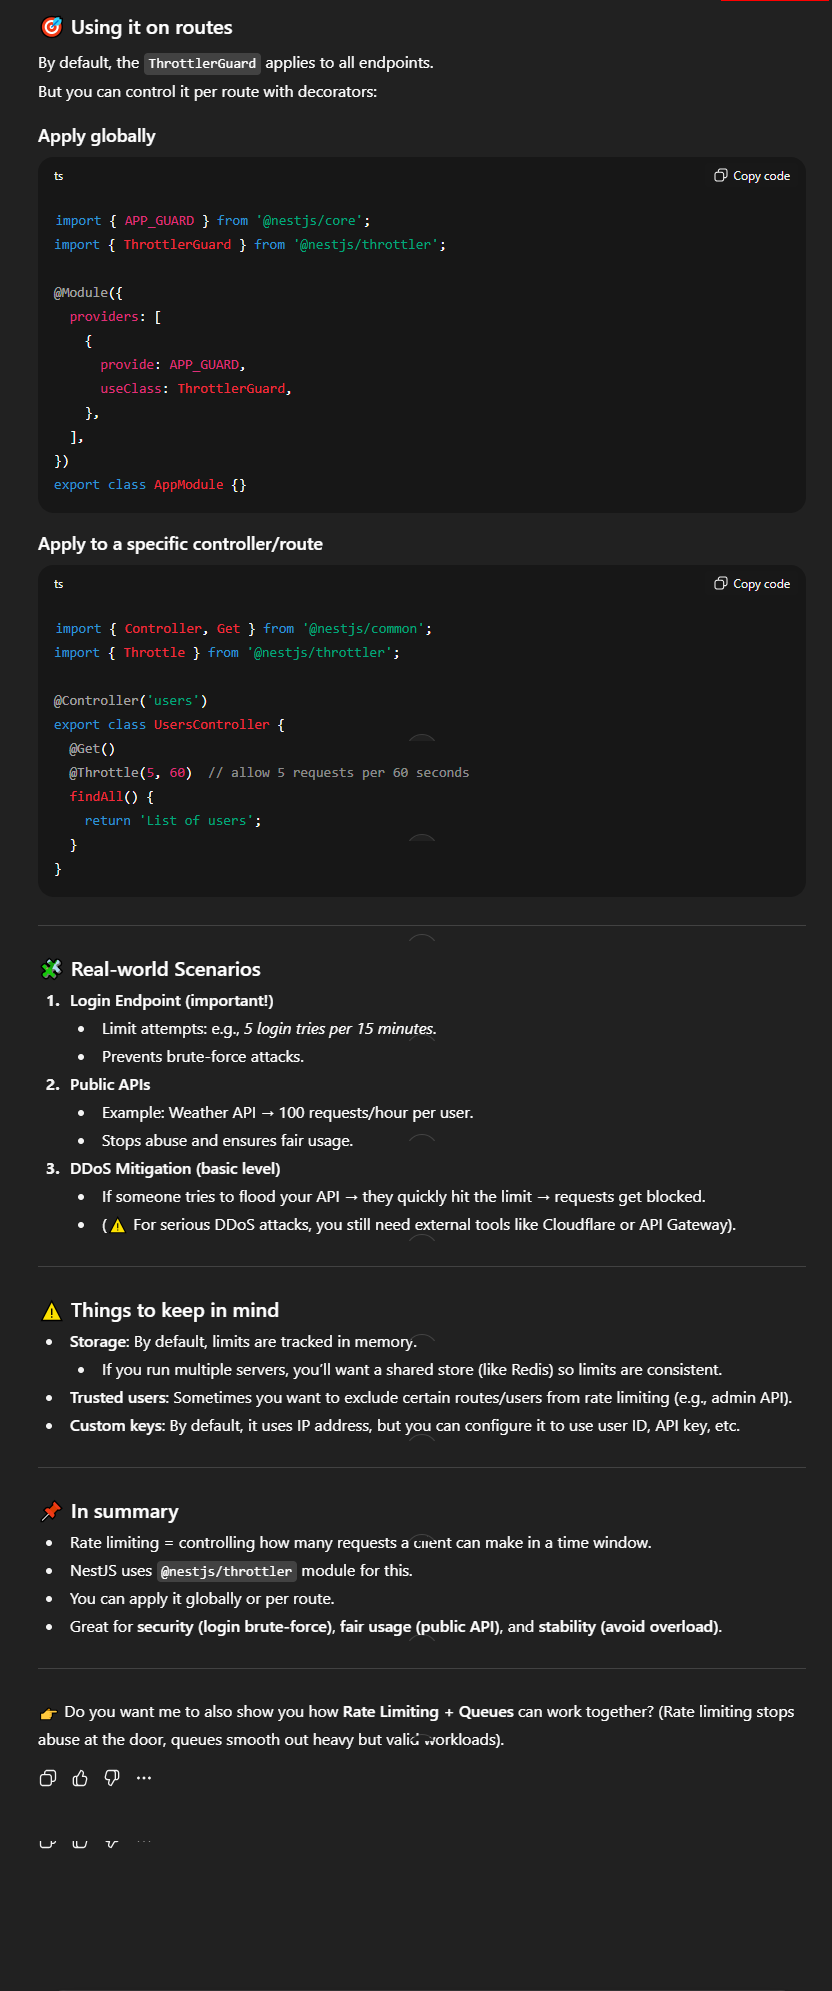 🎯 Using it on routes
By default, the ThrottlerGuard applies to all endpoints.
But you can control it per route with decorators:
Apply globally
ts
Copy code
import { APP_GUARD } from '@nestjs/core';
import { ThrottlerGuard } from '@nestjs/throttler';
@Module({
  providers: [
    {
      provide: APP_GUARD,
      useClass: ThrottlerGuard,
    },
  ],
})
export class AppModule {}
Apply to a specific controller/route
ts
Copy code
import { Controller, Get } from '@nestjs/common';
import { Throttle } from '@nestjs/throttler';
@Controller('users')
export class UsersController {
  @Get()
  @Throttle(5, 60)  // allow 5 requests per 60 seconds
  findAll() {
    return 'List of users';
  }
}
🧩 Real-world Scenarios
1. Login Endpoint (important!)
• Limit attempts: e.g., 5 login tries per 15 minutes.
• Prevents brute-force attacks.
2. Public APIs
• Example: Weather API → 100 requests/hour per user.
• Stops abuse and ensures fair usage.
3. DDoS Mitigation (basic level)
• If someone tries to flood your API → they quickly hit the limit → requests get blocked.
• (⚠️ For serious DDoS attacks, you still need external tools like Cloudflare or API Gateway).
⚠️ Things to keep in mind
• Storage: By default, limits are tracked in memory.
• If you run multiple servers, you'll want a shared store (like Redis) so limits are consistent.
• Trusted users: Sometimes you want to exclude certain routes/users from rate limiting (e.g., admin API).
• Custom keys: By default, it uses IP address, but you can configure it to use user ID, API key, etc.
📌 In summary
• Rate limiting = controlling how many requests a client can make in a time window.
• NestJS uses @nestjs/throttler module for this.
• You can apply it globally or per route.
• Great for security (login brute-force), fair usage (public API), and stability (avoid overload).
👉 Do you want me to also show you how Rate Limiting + Queues can work together? (Rate limiting stops
abuse at the door, queues smooth out heavy but valid workloads).